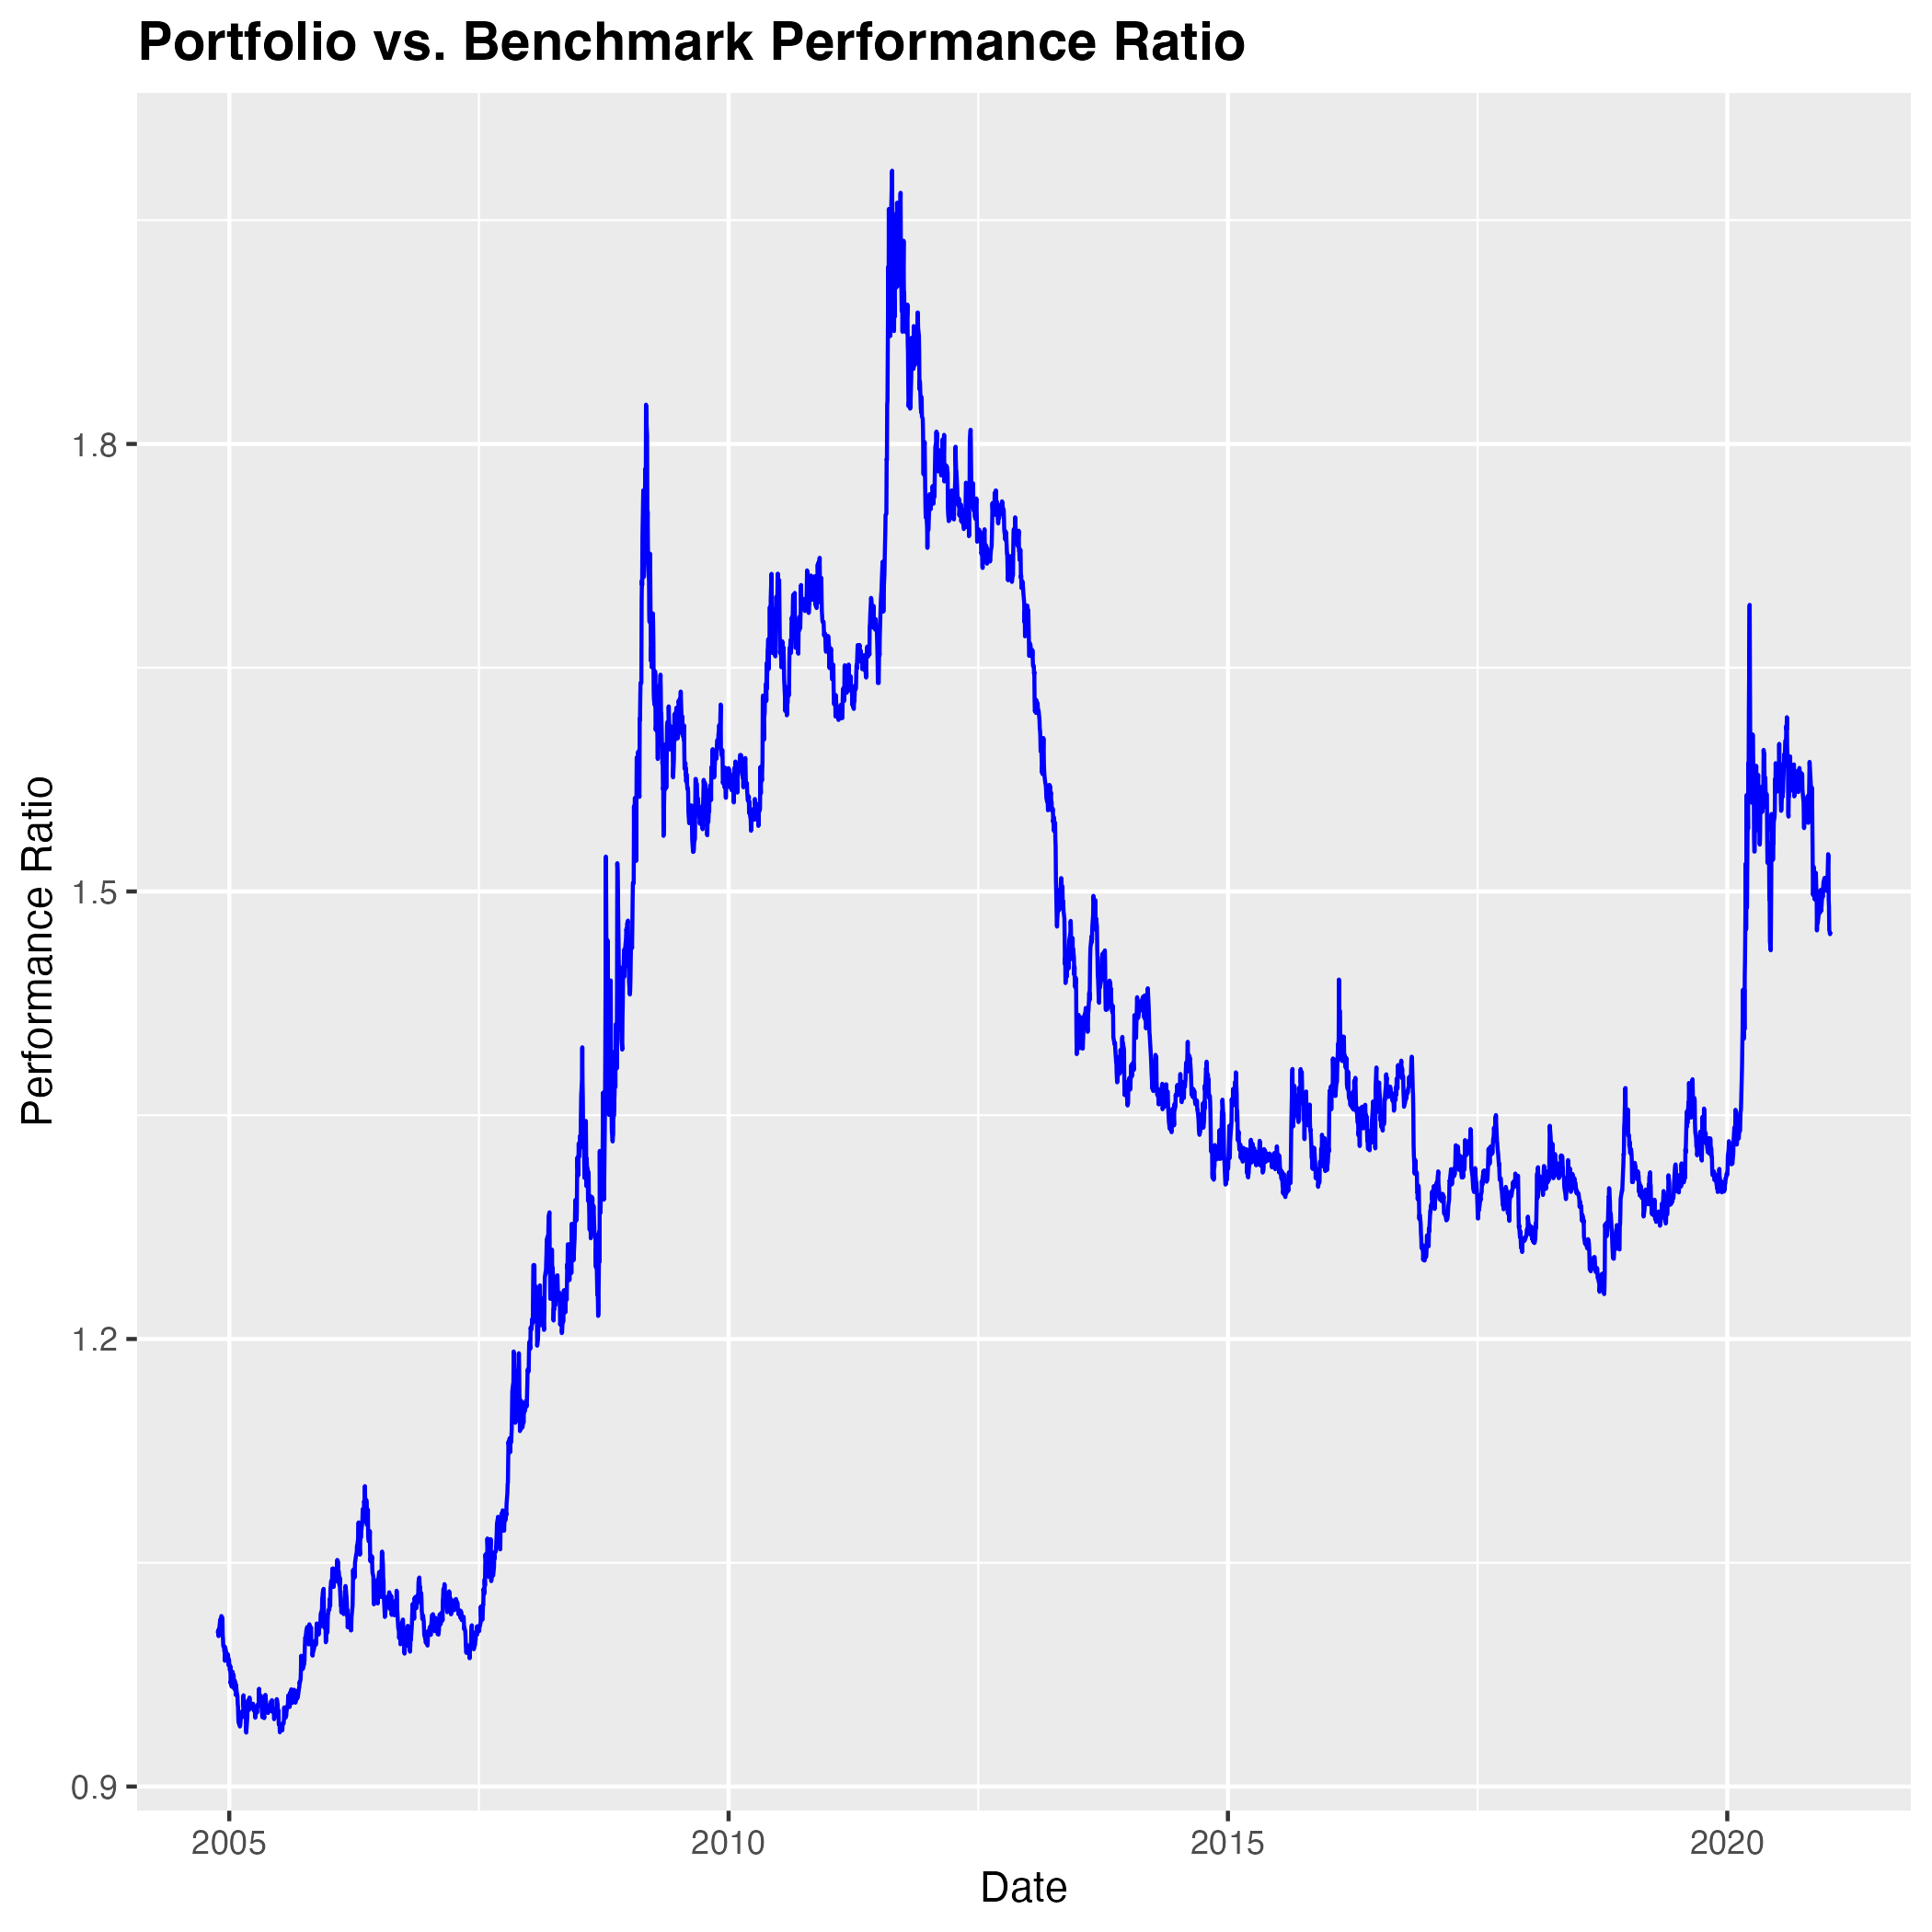 Portfolio vs. Benchmark Performance Ratio
Performance Ratio
1.8
1.5
1.2
0.9
2005 2010 2015 2020
Date